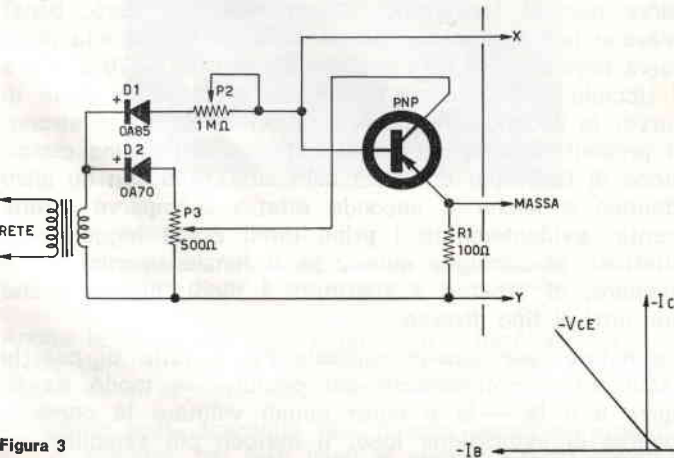 X
D1
+
OA85
P2
1MΩ
PNP
D2
+
OA70
MASSA
RETE
P3
500Ω
R1
100Ω
Y
-IC
-VCE
-IB
Figura 3